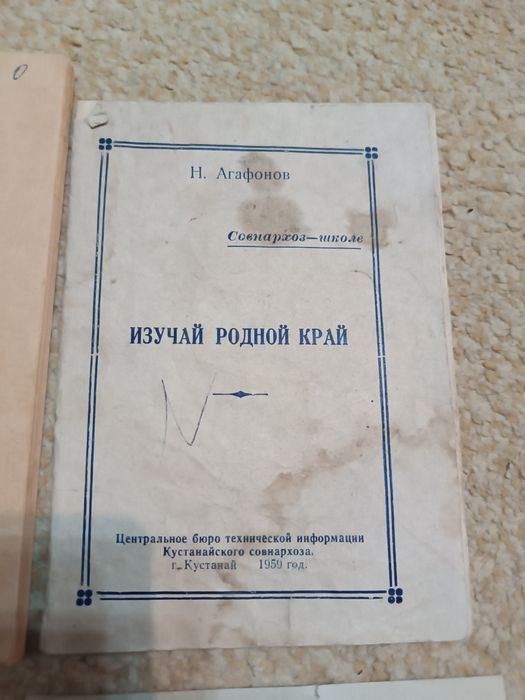 Н. Агафонов
Совнархоз—школе
ИЗУЧАЙ РОДНОЙ КРАЙ
Центральное бюро технической информации
Кустанайского совнархоза.
г. Кустанай 1959 год.